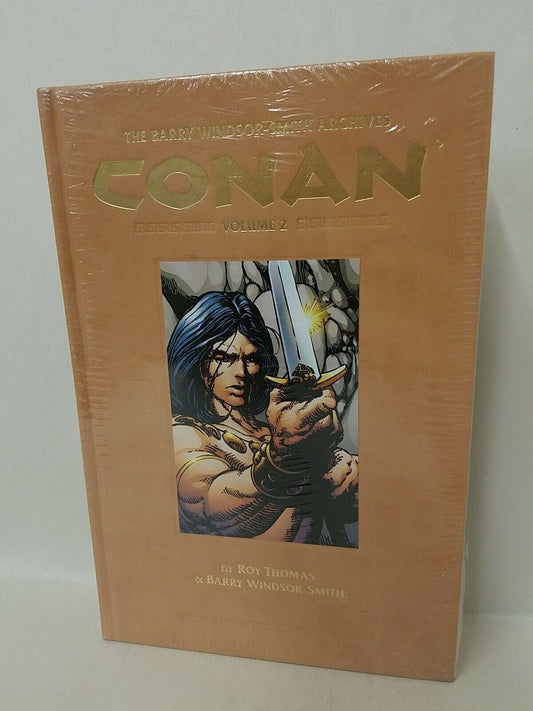 THE BARRY WINDSOR-SMITH ARCHIVES
CONAN
VOLUME 2
BY ROY THOMAS
& BARRY WINDSOR-SMITH